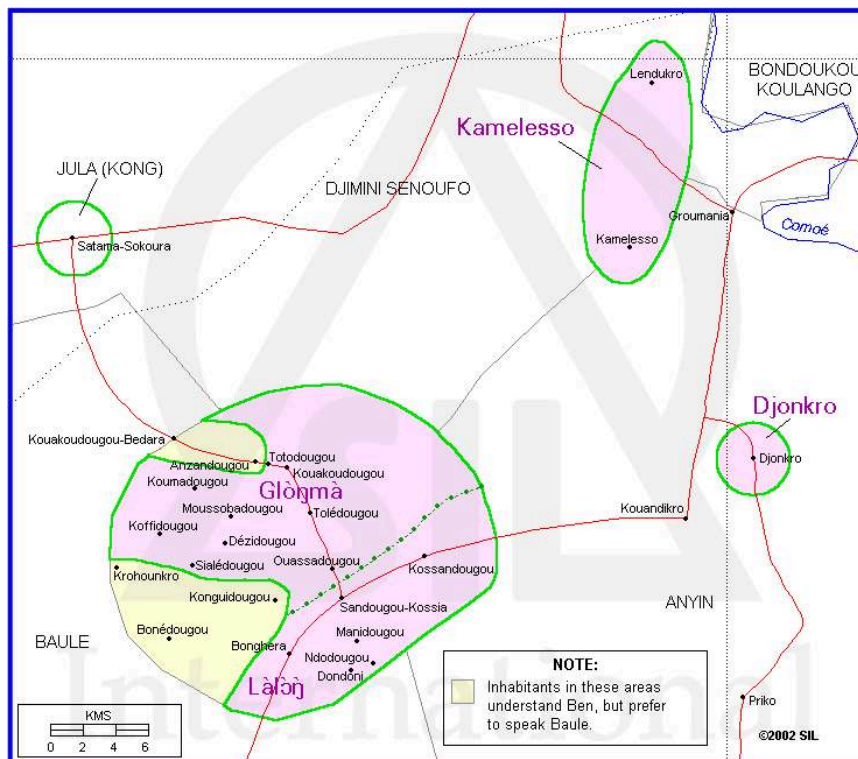 Lendukro
BONDOUKOU
KOULANGO
Kamelesso
JULA (KONG)
DJIMINI SENOUFO
Groumania
Comoé
Satama-Sokoura
Kamelesso
Djonkro
Kouakoudougou-Bedara
Totodougou
Anzandougou
Kouakoudougou
Djonkro
Koumadougou
Glòŋmà
Moussobadougou
Tolédougou
Kouandikro
Koffidougou
Dézidougou
Ouassadougou
Kossandougou
Sialédougou
Krohounkro
Konguidougou
Sandougou-Kossia
ANYIN
BAULE
Bonédougou
Manidougou
Bonghera
Ndodougou
Dondoni
Làlɔ̀ŋ
NOTE:
Inhabitants in these areas
understand Ben, but prefer
to speak Baule.
Priko
KMS
0 2 4 6
©2002 SIL
SIL
International